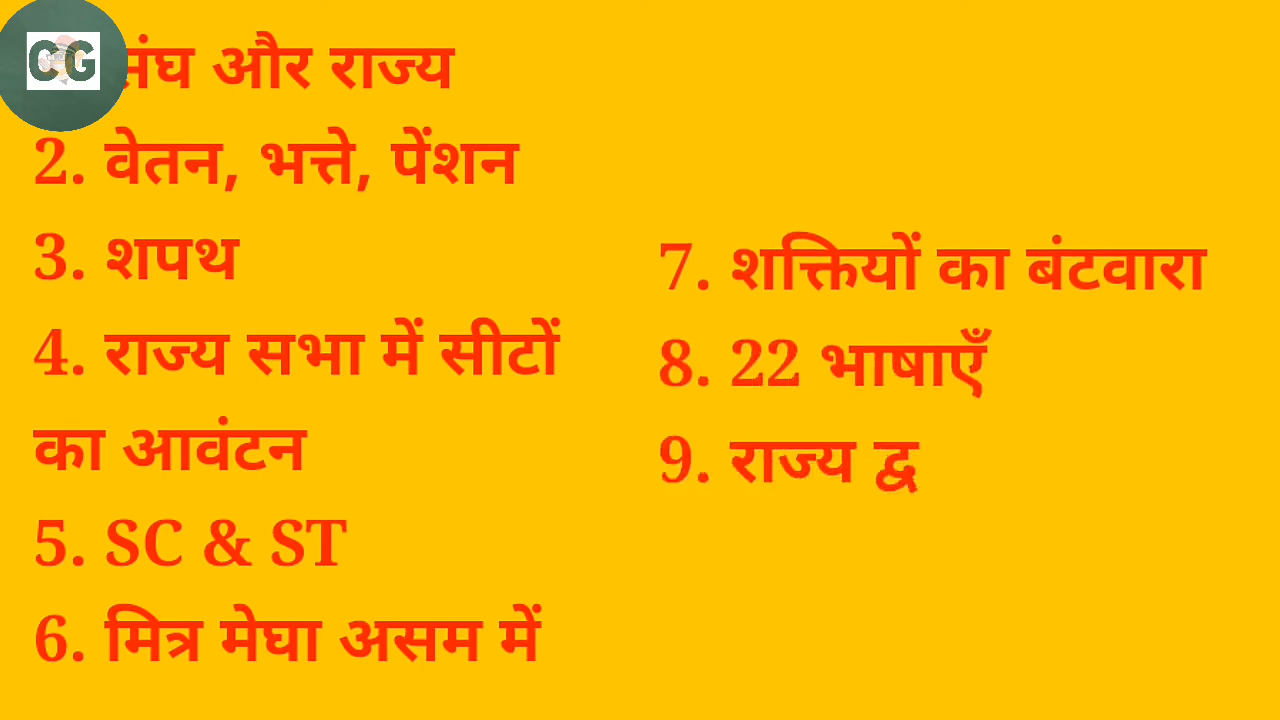 संघ और राज्य
2. वेतन, भत्ते, पेंशन
3. शपथ
4. राज्य सभा में सीटों
का आवंटन
5. SC & ST
6. मित्र मेघा असम में
7. शक्तियों का बंटवारा
8. 22 भाषाएँ
9. राज्य द्व
CG